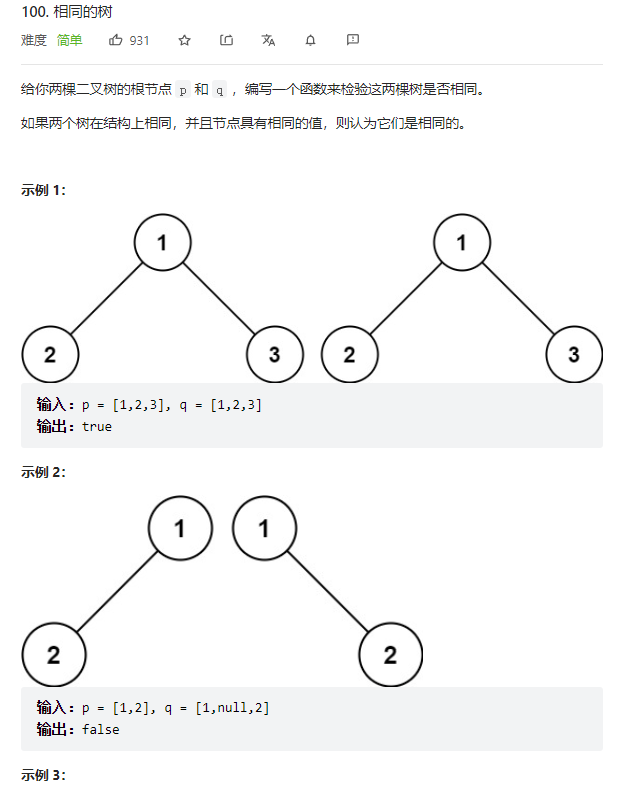 100. 相同的树
难度 简单 931
给你两棵二叉树的根节点 p 和 q ，编写一个函数来检验这两棵树是否相同。
如果两个树在结构上相同，并且节点具有相同的值，则认为它们是相同的。
示例 1：
1 1
2 3 2 3
输入：p = [1,2,3], q = [1,2,3]
输出：true
示例 2：
1 1
2 2
输入：p = [1,2], q = [1,null,2]
输出：false
示例 3：